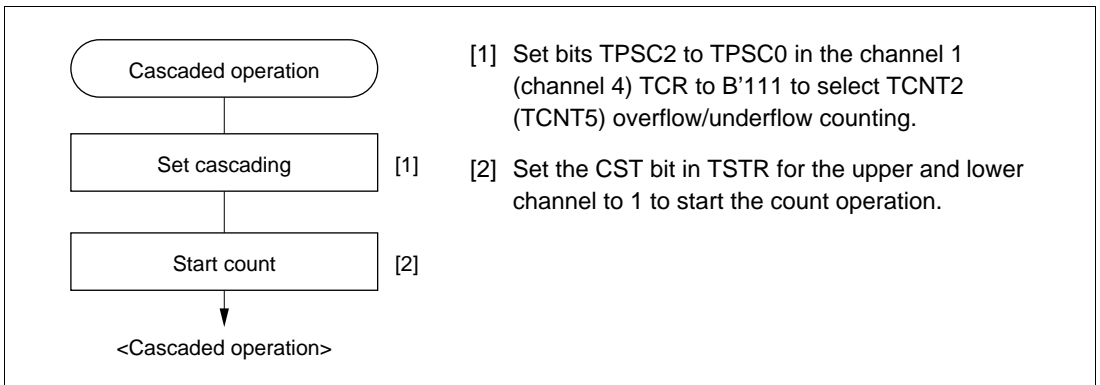 Cascaded operation
Set cascading
[1]
Start count
[2]
<Cascaded operation>
[1] Set bits TPSC2 to TPSC0 in the channel 1
(channel 4) TCR to B'111 to select TCNT2
(TCNT5) overflow/underflow counting.
[2] Set the CST bit in TSTR for the upper and lower
channel to 1 to start the count operation.